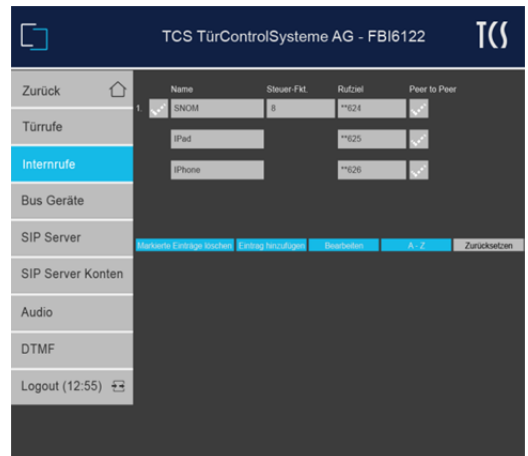 TCS TürControlSysteme AG - FBI6122
TCS
Zurück
Türrufe
Internrufe
Bus Geräte
SIP Server
SIP Server Konten
Audio
DTMF
Logout (12:55)
Name Steuer-Fkt. Rufziel Peer to Peer
1. SNOM 8 **624
IPad **625
IPhone **626
Markierte Einträge löschen Eintrag hinzufügen Bearbeiten A - Z Zurücksetzen